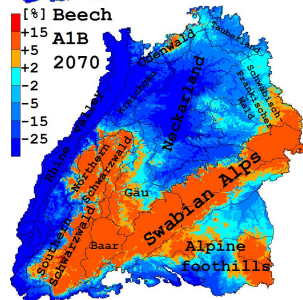 [%] Beech
+15 A1B
+5 2070
+2
-2
-5
-15
-25
Odenwald
Tauberland
Kraichgau
Schwäbisch
Fränkischer
Wald
Neckarland
Rhine Valley
Northern
Schwarzwald
Gäu
Swabian Alps
Southern
Schwarzwald
Baar
Alpine
foothills